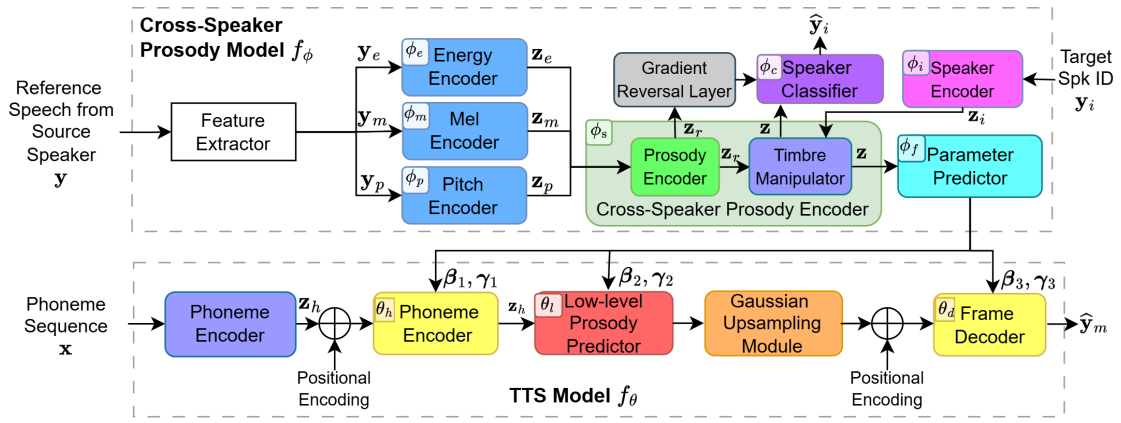 Cross-Speaker
Prosody Model f_ϕ
Reference
Speech from
Source
Speaker
y
Feature
Extractor
y_e
y_m
y_p
ϕ_e
Energy
Encoder
ϕ_m
Mel
Encoder
ϕ_p
Pitch
Encoder
z_e
z_m
z_p
Gradient
Reversal Layer
ŷ_i
ϕ_c
Speaker
Classifier
ϕ_i
Speaker
Encoder
Target
Spk ID
y_i
z_i
ϕ_s
z_r
z
Prosody
Encoder
z_r
Timbre
Manipulator
z
Cross-Speaker Prosody Encoder
ϕ_f
Parameter
Predictor
β_1, γ_1
β_2, γ_2
β_3, γ_3
Phoneme
Sequence
x
Phoneme
Encoder
z_h
Positional
Encoding
θ_h
Phoneme
Encoder
z_h
θ_l
Low-level
Prosody
Predictor
Gaussian
Upsampling
Module
Positional
Encoding
θ_d
Frame
Decoder
ŷ_m
TTS Model f_θ